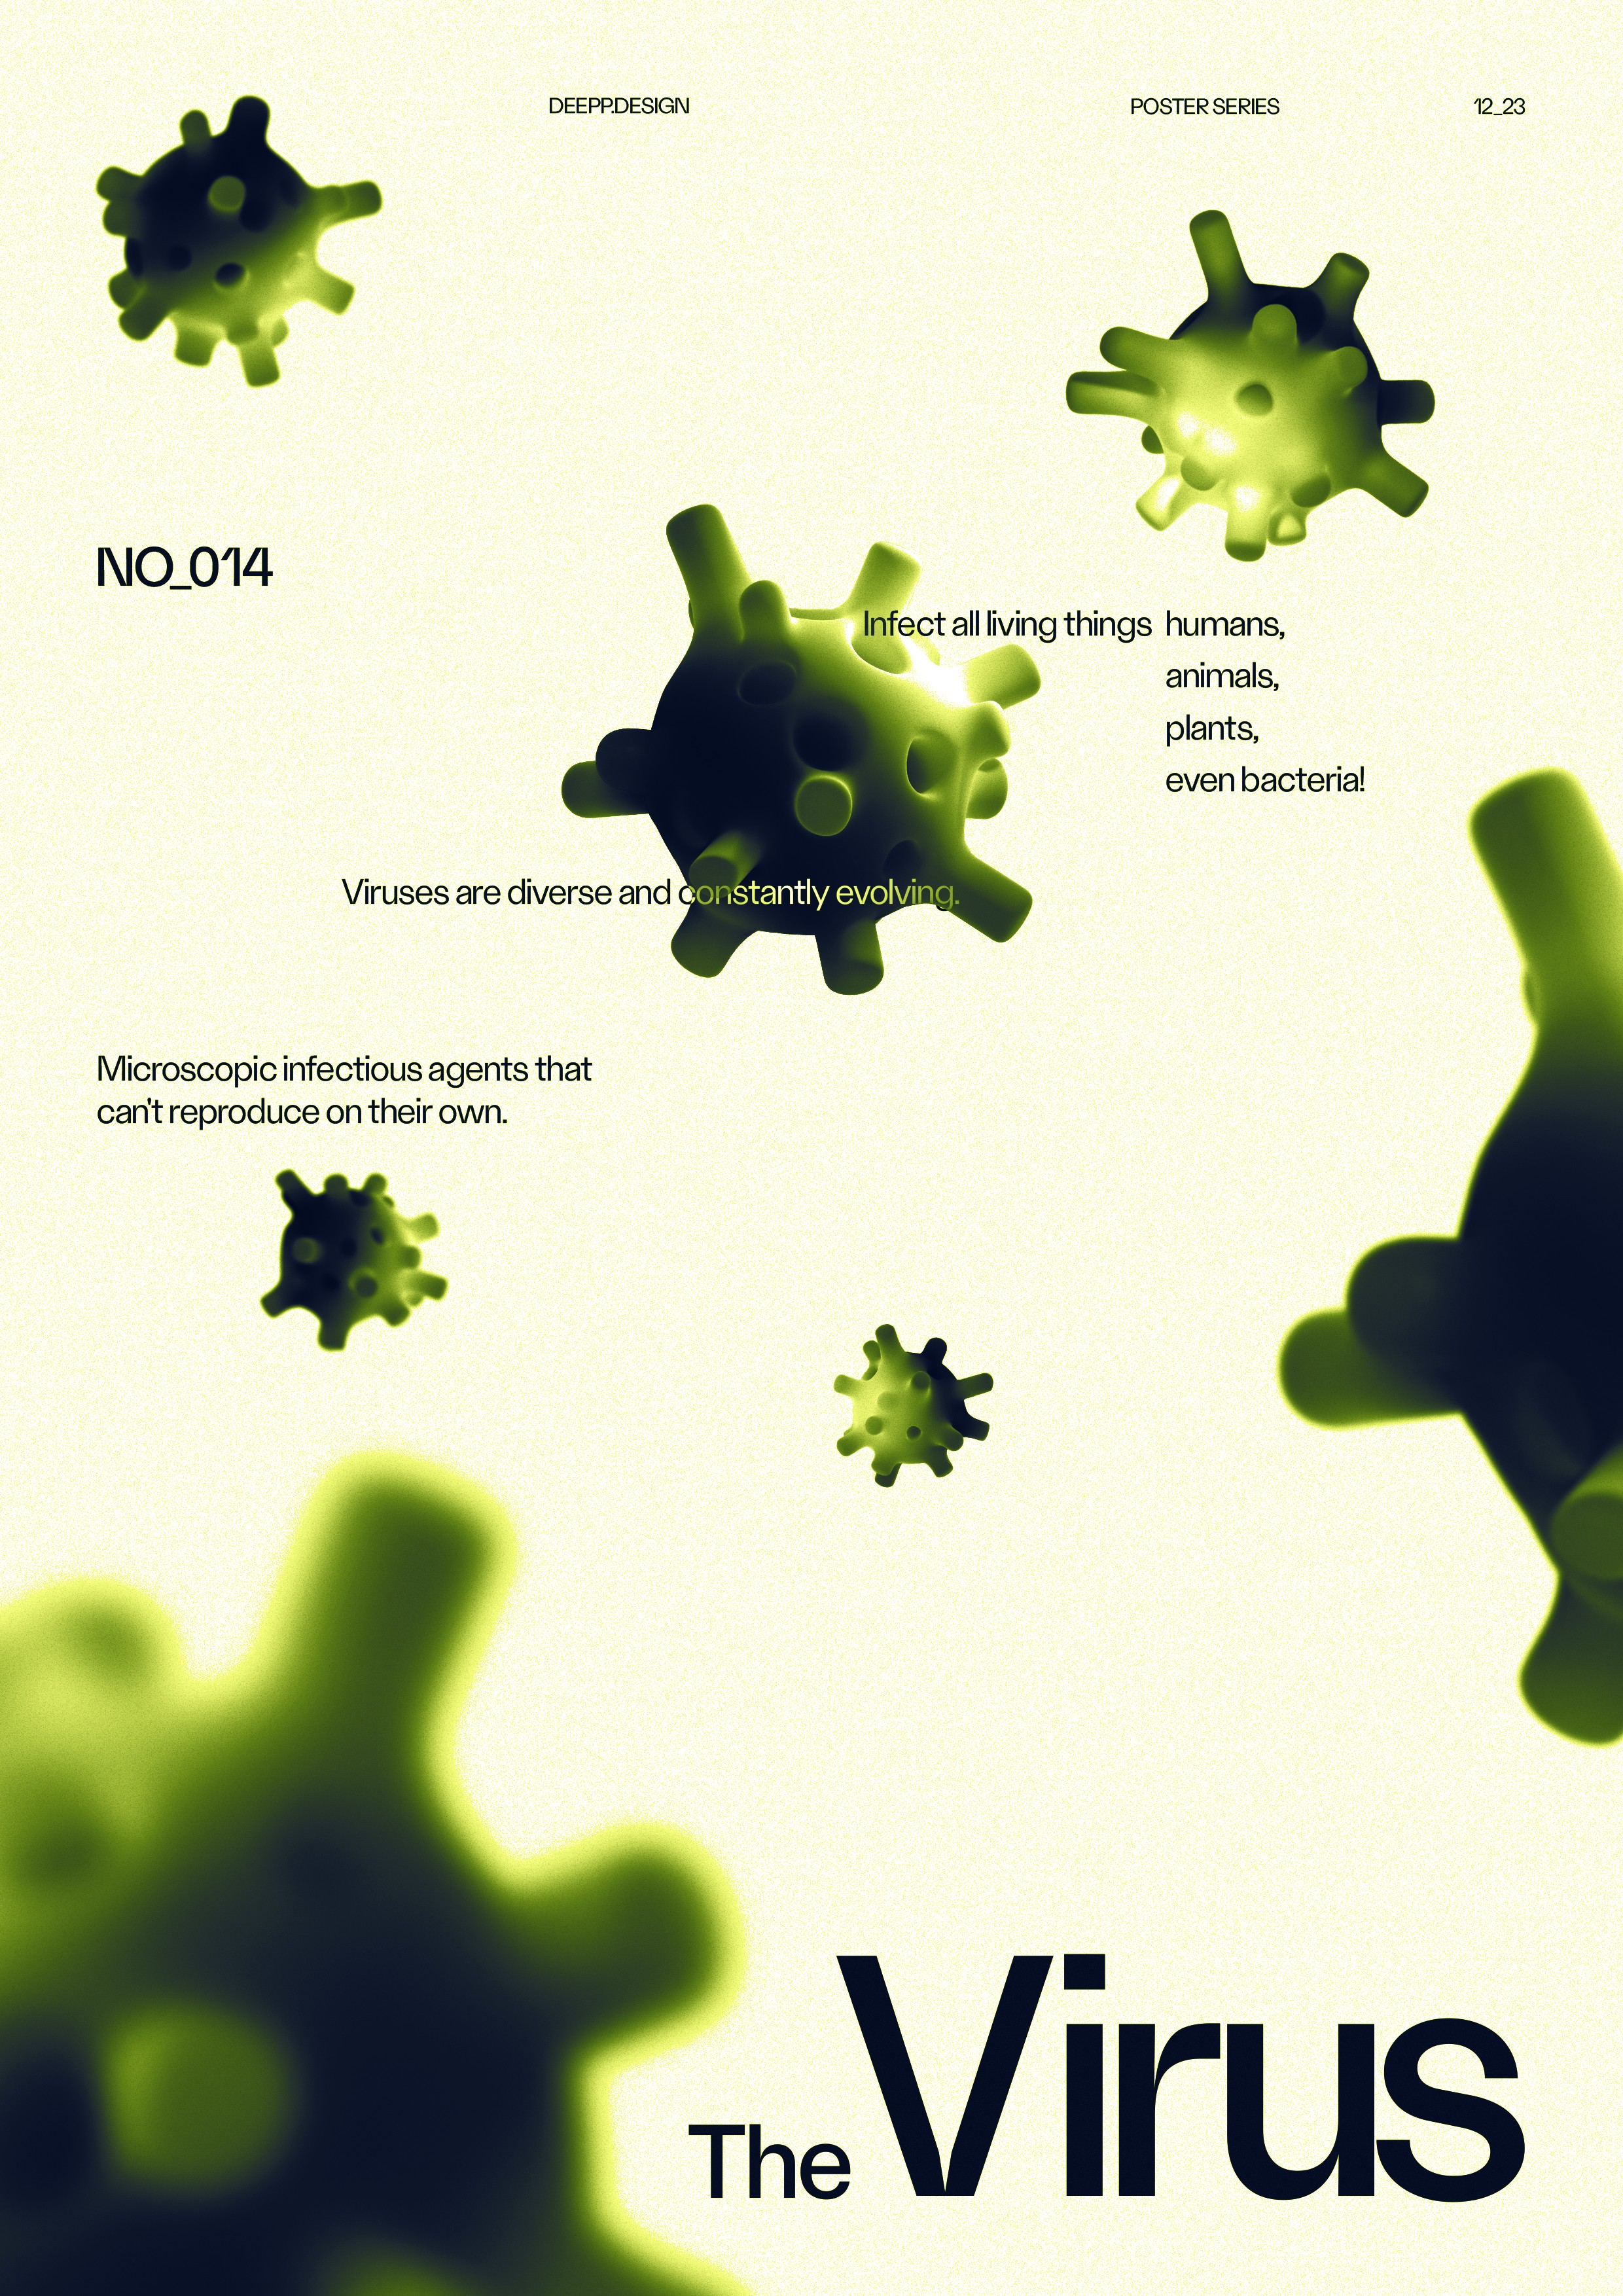 DEEPP.DESIGN
POSTER SERIES
12_23
NO_014
Infect all living things humans,
animals,
plants,
even bacteria!
Viruses are diverse and constantly evolving.
Microscopic infectious agents that
can't reproduce on their own.
The Virus